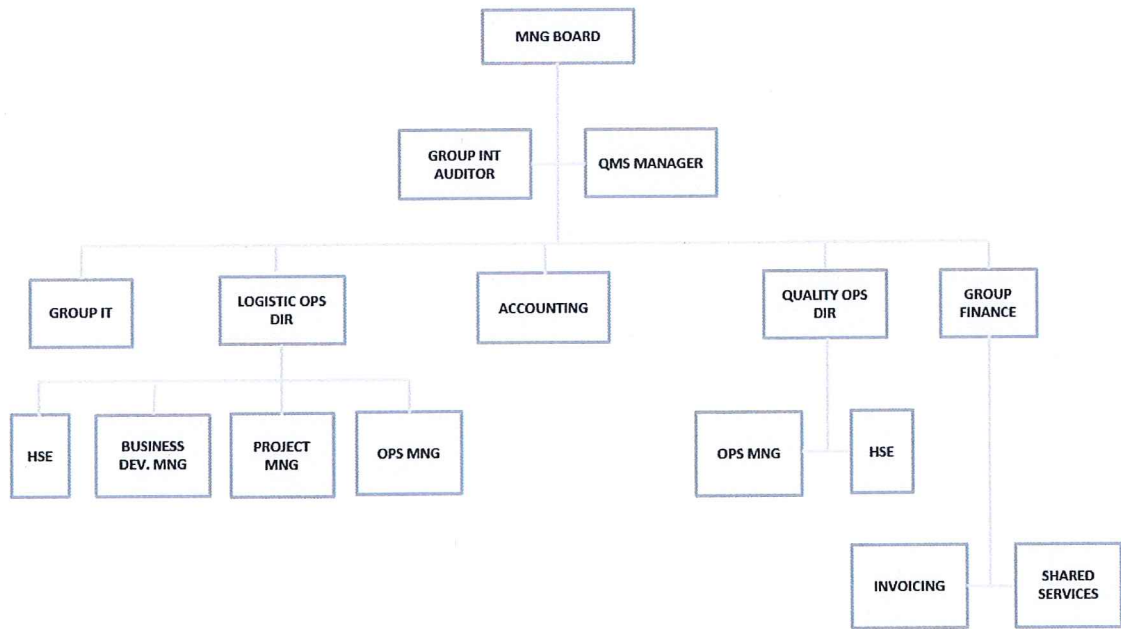 MNG BOARD
GROUP INT
AUDITOR
QMS MANAGER
GROUP IT
LOGISTIC OPS
DIR
ACCOUNTING
QUALITY OPS
DIR
GROUP
FINANCE
HSE
BUSINESS
DEV. MNG
PROJECT
MNG
OPS MNG
OPS MNG
HSE
INVOICING
SHARED
SERVICES